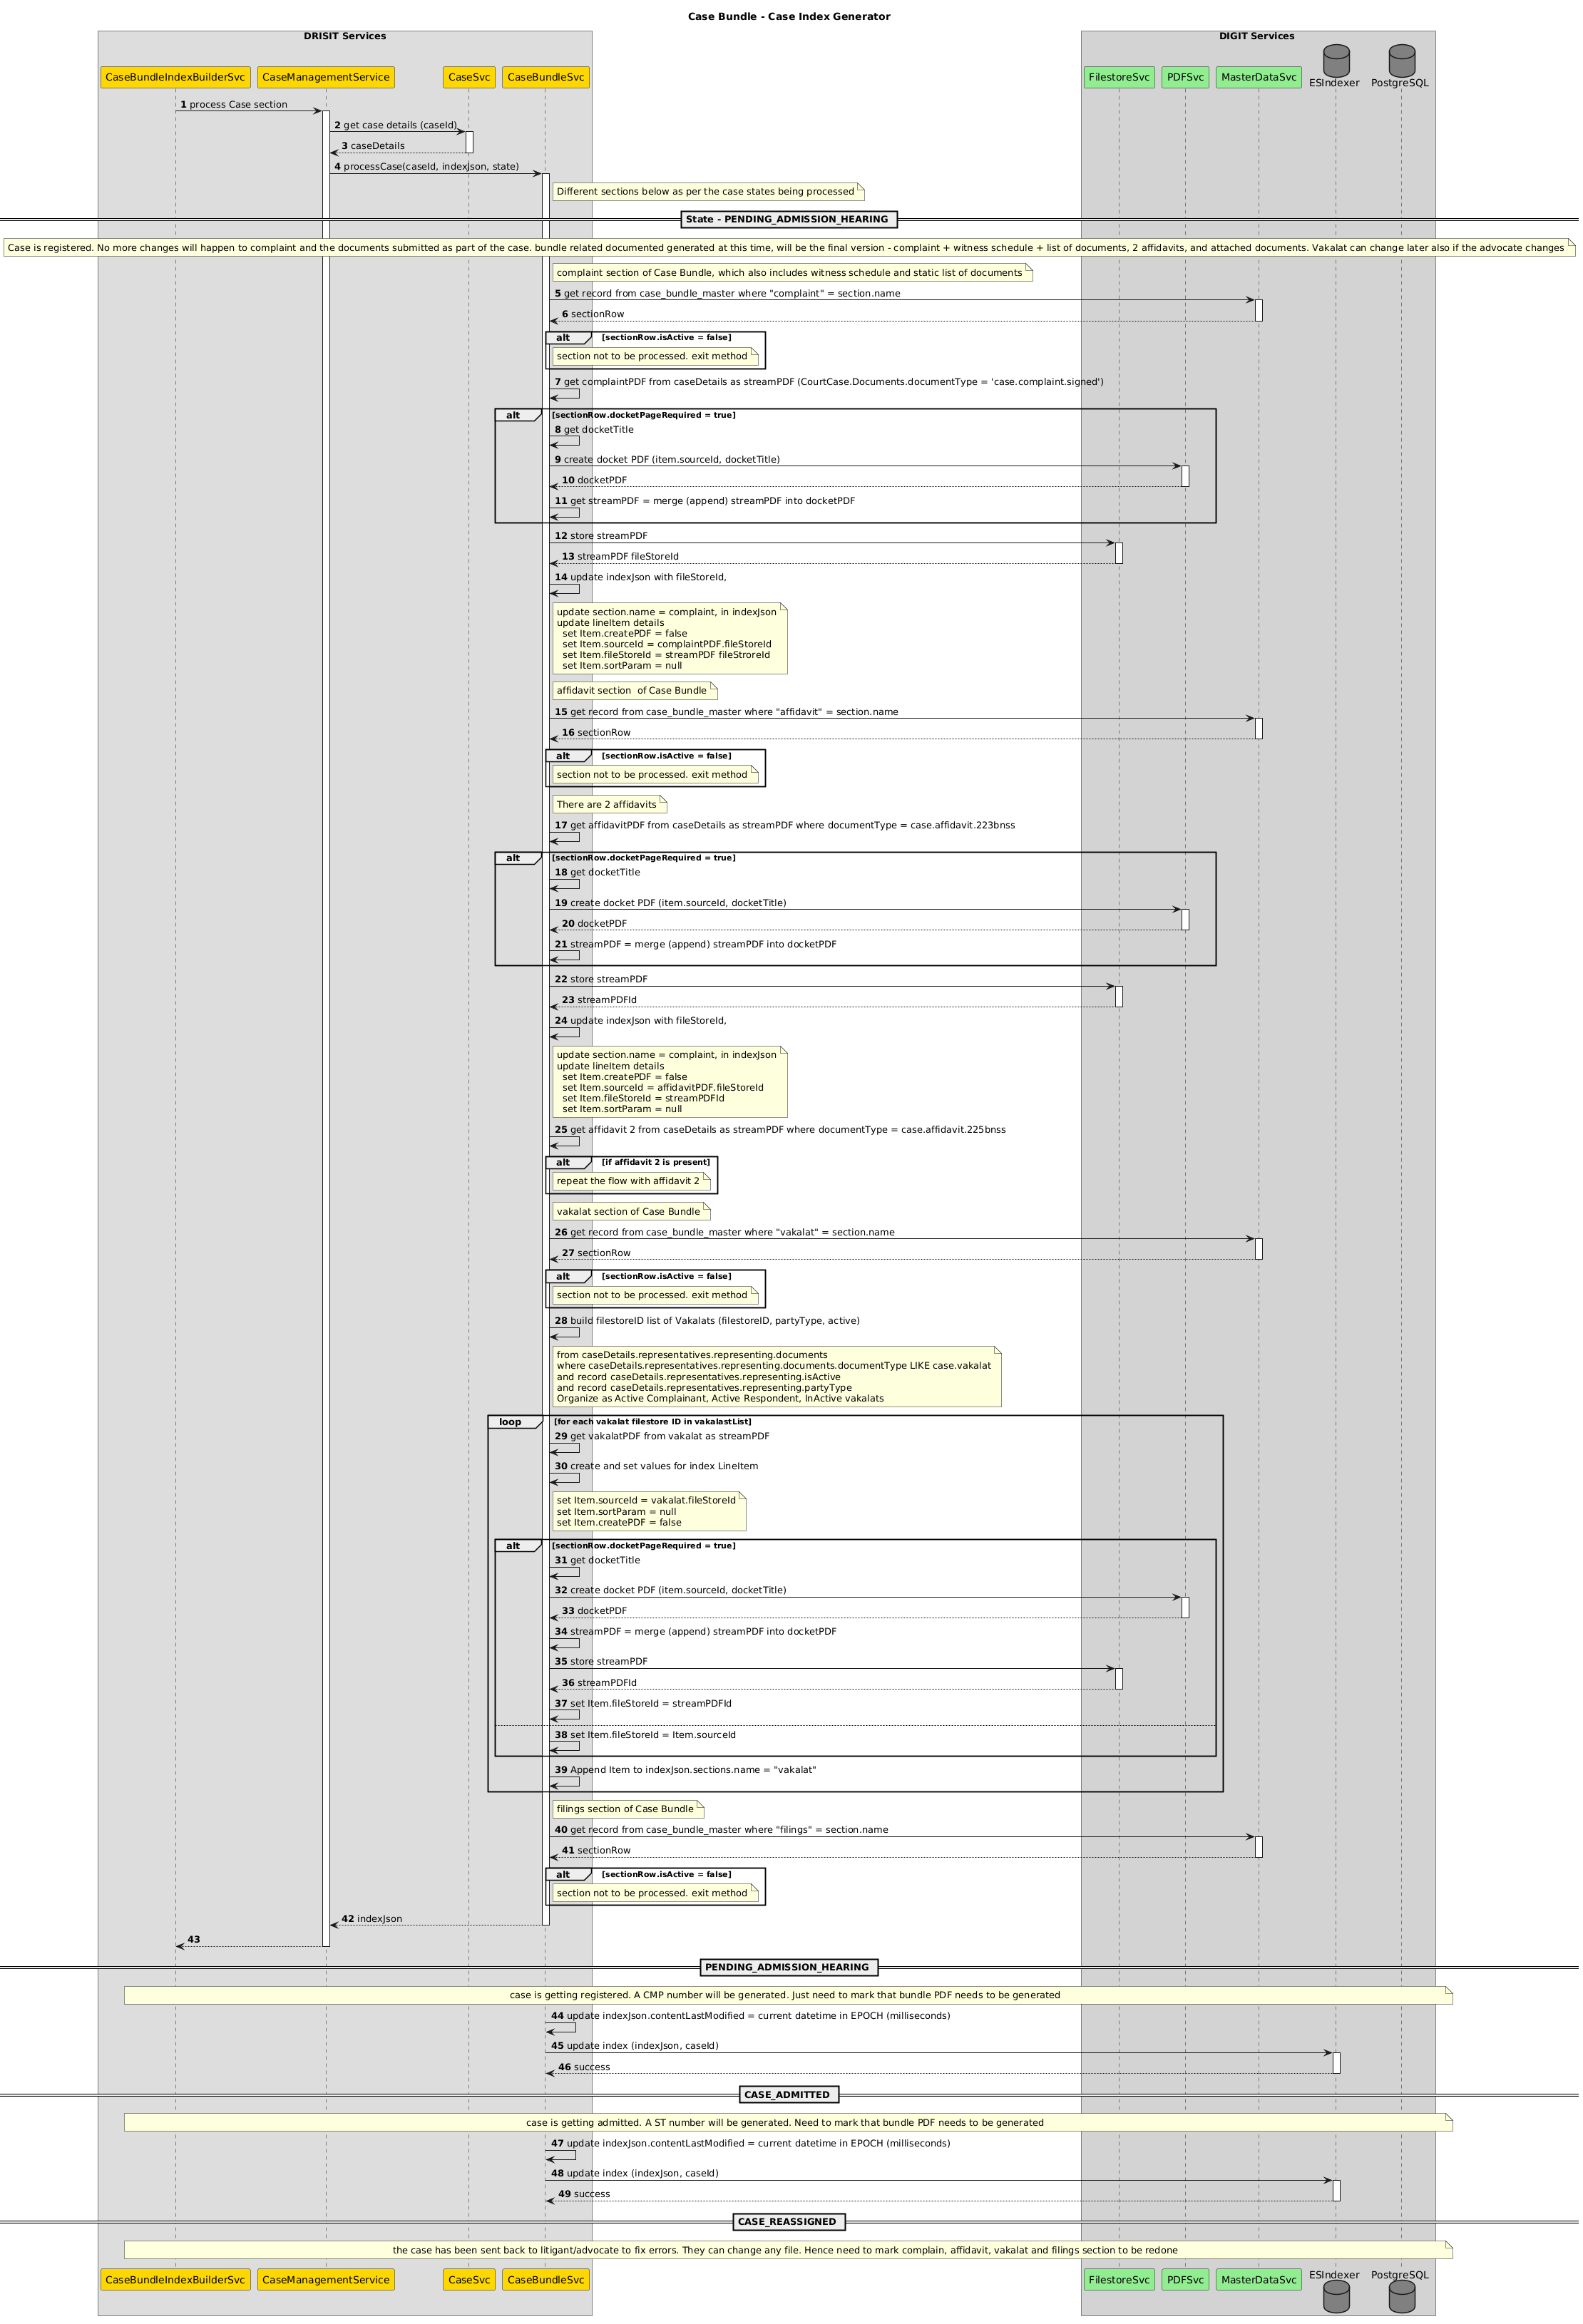 Case Bundle - Case Index Generator
DRISIT Services
DIGIT Services
CaseBundleIndexBuilderSvc
CaseManagementService
CaseSvc
CaseBundleSvc
FilestoreSvc
PDFSvc
MasterDataSvc
ESIndexer
PostgreSQL
1 process Case section
2 get case details (caseId)
3 caseDetails
4 processCase(caseId, indexJson, state)
Different sections below as per the case states being processed
State - PENDING_ADMISSION_HEARING
Case is registered. No more changes will happen to complaint and the documents submitted as part of the case. bundle related documented generated at this time, will be the final version - complaint + witness schedule + list of documents, 2 affidavits, and attached documents. Vakalat can change later also if the advocate changes
complaint section of Case Bundle, which also includes witness schedule and static list of documents
5 get record from case_bundle_master where "complaint" = section.name
6 sectionRow
alt [sectionRow.isActive = false]
section not to be processed. exit method
7 get complaintPDF from caseDetails as streamPDF (CourtCase.Documents.documentType = 'case.complaint.signed')
alt [sectionRow.docketPageRequired = true]
8 get docketTitle
9 create docket PDF (item.sourceId, docketTitle)
10 docketPDF
11 get streamPDF = merge (append) streamPDF into docketPDF
12 store streamPDF
13 streamPDF fileStoreId
14 update indexJson with fileStoreId,
update section.name = complaint, in indexJson
update lineItem details
set Item.createPDF = false
set Item.sourceId = complaintPDF.fileStoreId
set Item.fileStoreId = streamPDF fileStroreId
set Item.sortParam = null
affidavit section  of Case Bundle
15 get record from case_bundle_master where "affidavit" = section.name
16 sectionRow
alt [sectionRow.isActive = false]
section not to be processed. exit method
There are 2 affidavits
17 get affidavitPDF from caseDetails as streamPDF where documentType = case.affidavit.223bnss
alt [sectionRow.docketPageRequired = true]
18 get docketTitle
19 create docket PDF (item.sourceId, docketTitle)
20 docketPDF
21 streamPDF = merge (append) streamPDF into docketPDF
22 store streamPDF
23 streamPDFId
24 update indexJson with fileStoreId,
update section.name = complaint, in indexJson
update lineItem details
set Item.createPDF = false
set Item.sourceId = affidavitPDF.fileStoreId
set Item.fileStoreId = streamPDFId
set Item.sortParam = null
25 get affidavit 2 from caseDetails as streamPDF where documentType = case.affidavit.225bnss
alt [if affidavit 2 is present]
repeat the flow with affidavit 2
vakalat section of Case Bundle
26 get record from case_bundle_master where "vakalat" = section.name
27 sectionRow
alt [sectionRow.isActive = false]
section not to be processed. exit method
28 build filestoreID list of Vakalats (filestoreID, partyType, active)
from caseDetails.representatives.representing.documents
where caseDetails.representatives.representing.documents.documentType LIKE case.vakalat
and record caseDetails.representatives.representing.isActive
and record caseDetails.representatives.representing.partyType
Organize as Active Complainant, Active Respondent, InActive vakalats
loop [for each vakalat filestore ID in vakalastList]
29 get vakalatPDF from vakalat as streamPDF
30 create and set values for index LineItem
set Item.sourceId = vakalat.fileStoreId
set Item.sortParam = null
set Item.createPDF = false
alt [sectionRow.docketPageRequired = true]
31 get docketTitle
32 create docket PDF (item.sourceId, docketTitle)
33 docketPDF
34 streamPDF = merge (append) streamPDF into docketPDF
35 store streamPDF
36 streamPDFId
37 set Item.fileStoreId = streamPDFId
38 set Item.fileStoreId = Item.sourceId
39 Append Item to indexJson.sections.name = "vakalat"
filings section of Case Bundle
40 get record from case_bundle_master where "filings" = section.name
41 sectionRow
alt [sectionRow.isActive = false]
section not to be processed. exit method
42 indexJson
43
PENDING_ADMISSION_HEARING
case is getting registered. A CMP number will be generated. Just need to mark that bundle PDF needs to be generated
44 update indexJson.contentLastModified = current datetime in EPOCH (milliseconds)
45 update index (indexJson, caseId)
46 success
CASE_ADMITTED
case is getting admitted. A ST number will be generated. Need to mark that bundle PDF needs to be generated
47 update indexJson.contentLastModified = current datetime in EPOCH (milliseconds)
48 update index (indexJson, caseId)
49 success
CASE_REASSIGNED
the case has been sent back to litigant/advocate to fix errors. They can change any file. Hence need to mark complain, affidavit, vakalat and filings section to be redone
CaseBundleIndexBuilderSvc
CaseManagementService
CaseSvc
CaseBundleSvc
FilestoreSvc
PDFSvc
MasterDataSvc
ESIndexer
PostgreSQL